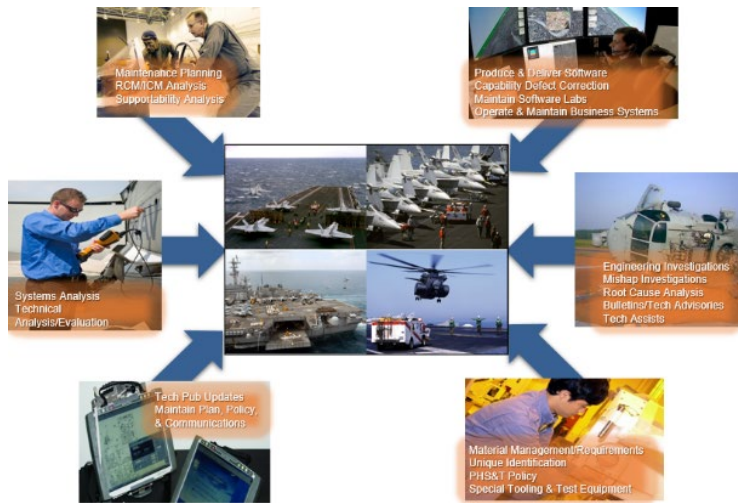 Maintenance Planning
RCM/ICM Analysis
Supportability Analysis
Produce & Deliver Software
Capability Defect Correction
Maintain Software Labs
Operate & Maintain Business Systems
Systems Analysis
Technical
Analysis/Evaluation
Engineering Investigations
Mishap Investigations
Root Cause Analysis
Bulletins/Tech Advisories
Tech Assists
Tech Pub Updates
Maintain Plan, Policy,
& Communications
Material Management/Requirements
Unique Identification
PHS&T Policy
Special Tooling & Test Equipment